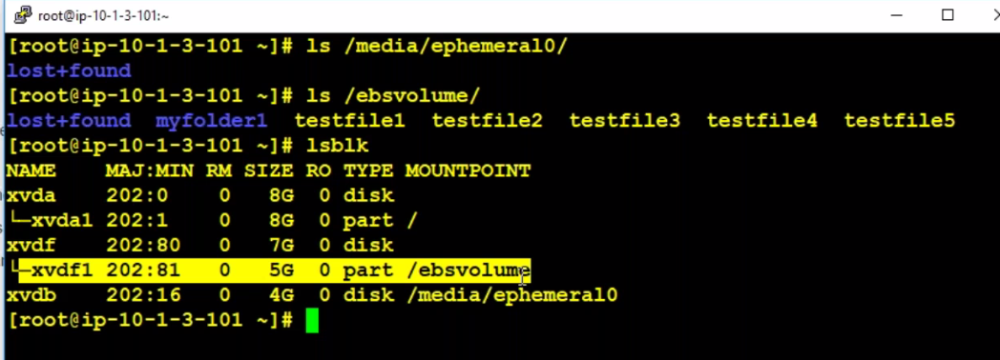 root@ip-10-1-3-101:~
[root@ip-10-1-3-101 ~]# ls /media/ephemeral0/
lost+found
[root@ip-10-1-3-101 ~]# ls /ebsvolume/
lost+found  myfolder1  testfile1  testfile2  testfile3  testfile4  testfile5
[root@ip-10-1-3-101 ~]# lsblk
NAME    MAJ:MIN RM SIZE RO TYPE MOUNTPOINT
xvda    202:0    0   8G  0 disk
└─xvda1 202:1    0   8G  0 part /
xvdf    202:80   0   7G  0 disk
└─xvdf1 202:81   0   5G  0 part /ebsvolume
xvdb    202:16   0   4G  0 disk /media/ephemeral0
[root@ip-10-1-3-101 ~]#